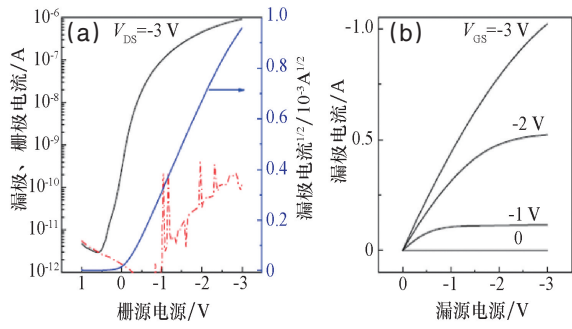 (a)
V_DS=-3 V
10^-6
10^-7
10^-8
10^-9
10^-10
10^-11
10^-12
漏极、栅极电流/A
1 0 -1 -2 -3
栅源电源/V
1.0
0.8
0.6
0.4
0.2
0
漏极电流^1/2/10^-3A^1/2
(b)
V_GS=-3 V
-2 V
-1 V
0
-1.0
0.5
0
漏极电流/A
0 -1 -2 -3
漏源电源/V